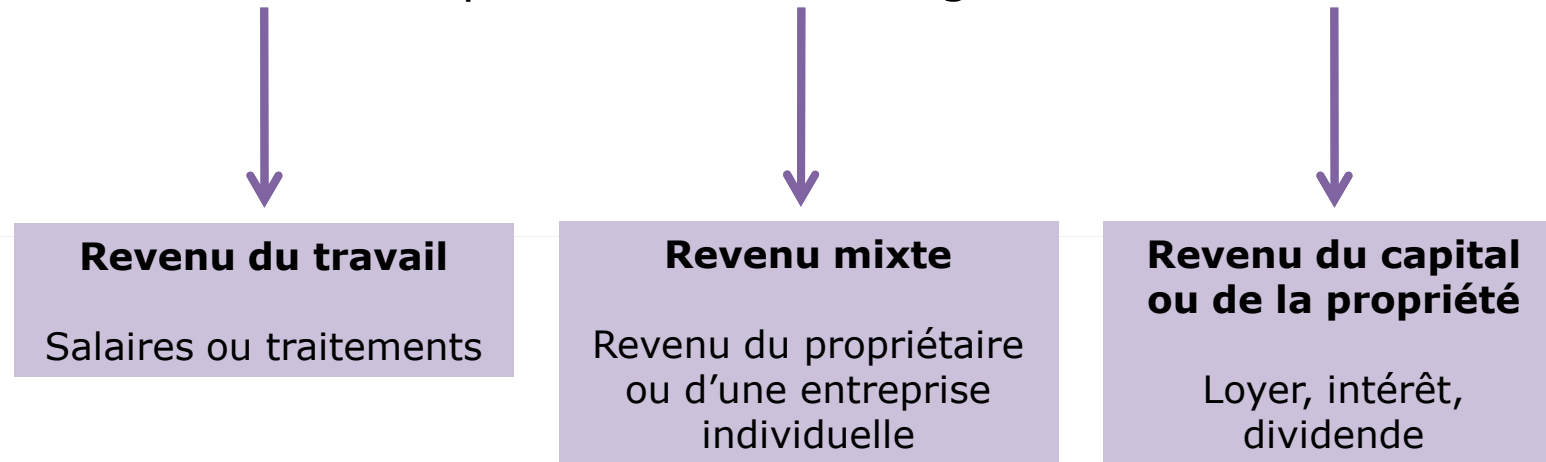 Revenu du travail
Salaires ou traitements
Revenu mixte
Revenu du propriétaire
ou d’une entreprise
individuelle
Revenu du capital
ou de la propriété
Loyer, intérêt,
dividende